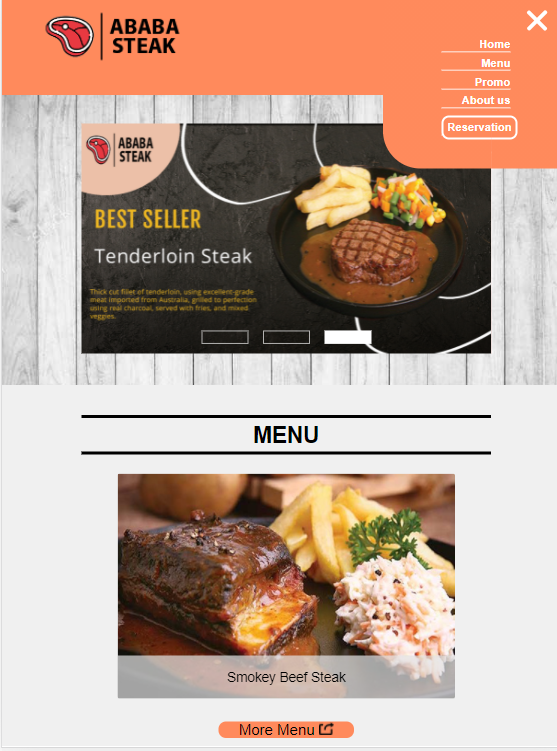 ABABA
STEAK
Home
Menu
Promo
About us
Reservation
ABABA
STEAK
BEST SELLER
Tenderloin Steak
Thick cut fillet of tenderloin, using excellent-grade
meat imported from Australia, grilled to perfection
using real charcoal, served with fries, and mixed
veggies.
MENU
Smokey Beef Steak
More Menu